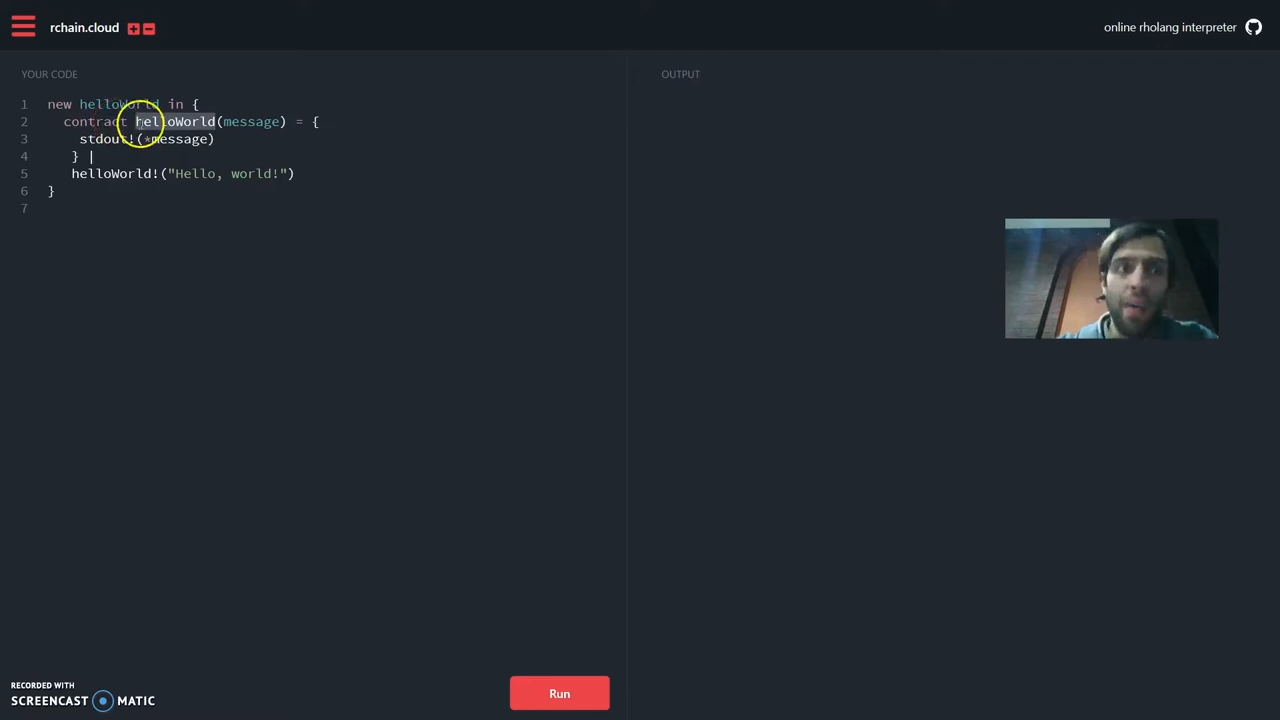 rchain.cloud
online rholang interpreter
YOUR CODE
OUTPUT
1 new helloWorld in {
2 contract helloWorld(message) = {
3 stdout!(*message)
4 } |
5 helloWorld!("Hello, world!")
6 }
7
Run
RECORDED WITH
SCREENCAST MATIC